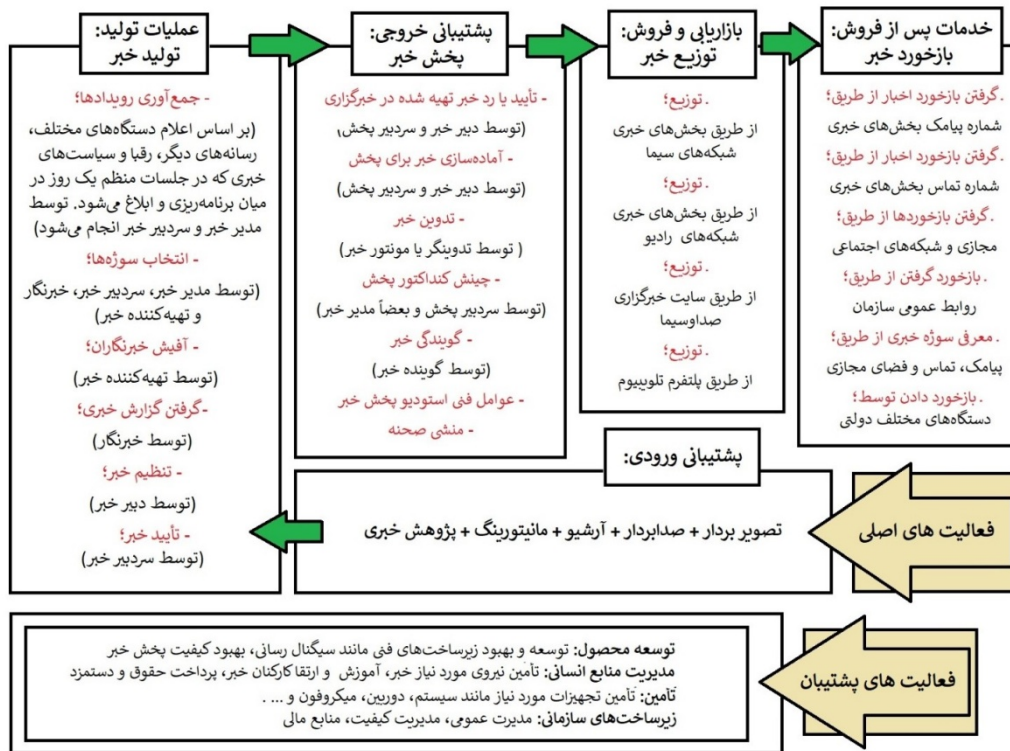 عملیات تولید:
تولید خبر
- جمع‌آوری رویدادها؛
(بر اساس اعلام دستگاه‌های مختلف،
رسانه‌های دیگر، رقبا و سیاست‌های
خبری که در جلسات منظم یک روز در
میان برنامه‌ریزی و ابلاغ می‌شود. توسط
مدیر خبر و سردبیر خبر انجام می‌شود)
- انتخاب سوژه‌ها؛
(توسط مدیر خبر، سردبیر خبر، خبرنگار
و تهیه‌کننده خبر)
- آفیش خبرنگاران؛
(توسط تهیه‌کننده خبر)
-گرفتن گزارش خبری؛
(توسط خبرنگار)
- تنظیم خبر؛
(توسط دبیر خبر)
- تأیید خبر؛
(توسط سردبیر خبر)
پشتیبانی خروجی:
پخش خبر
- تأیید یا رد خبر تهیه شده در خبرگزاری
(توسط دبیر خبر و سردبیر پخش)
- آماده‌سازی خبر برای پخش
(توسط دبیر خبر و سردبیر پخش)
- تدوین خبر
( توسط تدوینگر یا مونتور خبر)
- چینش کنداکتور پخش
(توسط سردبیر پخش و بعضاً مدیر خبر)
- گویندگی خبر
(توسط گوینده خبر)
- عوامل فنی استودیو پخش خبر
- منشی صحنه
بازاریابی و فروش:
توزیع خبر
. توزیع؛
از طریق بخش‌های خبری
شبکه‌های سیما
. توزیع؛
از طریق بخش‌های خبری
شبکه‌های رادیو
. توزیع؛
از طریق سایت خبرگزاری
صداوسیما
. توزیع؛
از طریق پلتفرم تلوبیوم
خدمات پس از فروش:
بازخورد خبر
. گرفتن بازخورد اخبار از طریق؛
شماره پیامک بخش‌های خبری
. گرفتن بازخورد اخبار از طریق؛
شماره تماس بخش‌های خبری
. گرفتن بازخوردها از طریق؛
مجازی و شبکه‌های اجتماعی
. بازخورد گرفتن از طریق؛
روابط عمومی سازمان
. معرفی سوژه خبری از طریق؛
پیامک، تماس و فضای مجازی
. بازخورد دادن توسط؛
دستگاه‌های مختلف دولتی
پشتیبانی ورودی:
تصویر بردار + صدابردار + آرشیو + مانیتورینگ + پژوهش خبری
فعالیت های اصلی
توسعه محصول: توسعه و بهبود زیرساخت‌های فنی مانند سیگنال رسانی، بهبود کیفیت پخش خبر
مدیریت منابع انسانی: تأمین نیروی مورد نیاز خبر، آموزش و ارتقا کارکنان خبر، پرداخت حقوق و دستمزد
تأمین: تأمین تجهیزات مورد نیاز مانند سیستم، دوربین، میکروفون و ... .
زیرساخت‌های سازمانی: مدیرت عمومی، مدیریت کیفیت، منابع مالی
فعالیت های پشتیبان